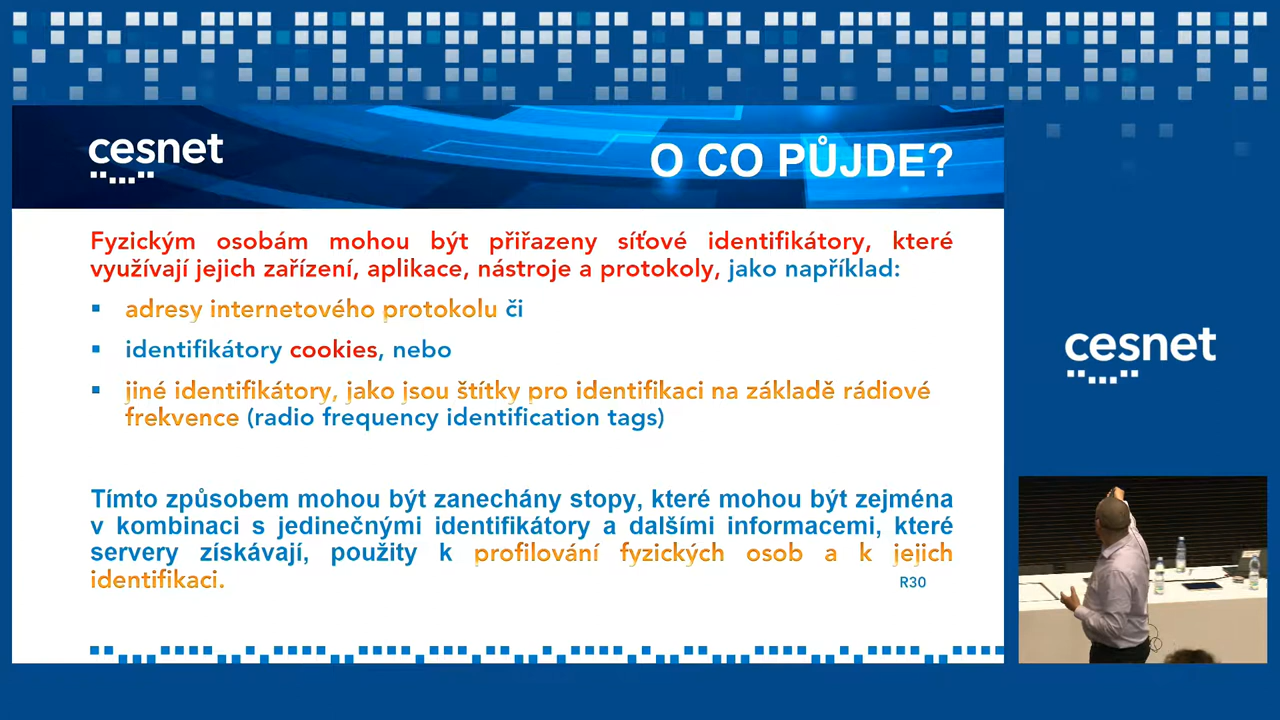 cesnet
O CO PŮJDE?
Fyzickým osobám mohou být přiřazeny síťové identifikátory, které
využívají jejich zařízení, aplikace, nástroje a protokoly, jako například:
▪ adresy internetového protokolu či
▪ identifikátory cookies, nebo
▪ jiné identifikátory, jako jsou štítky pro identifikaci na základě rádiové
frekvence (radio frequency identification tags)
Tímto způsobem mohou být zanechány stopy, které mohou být zejména
v kombinaci s jedinečnými identifikátory a dalšími informacemi, které
servery získávají, použity k profilování fyzických osob a k jejich
identifikaci.
R30
cesnet